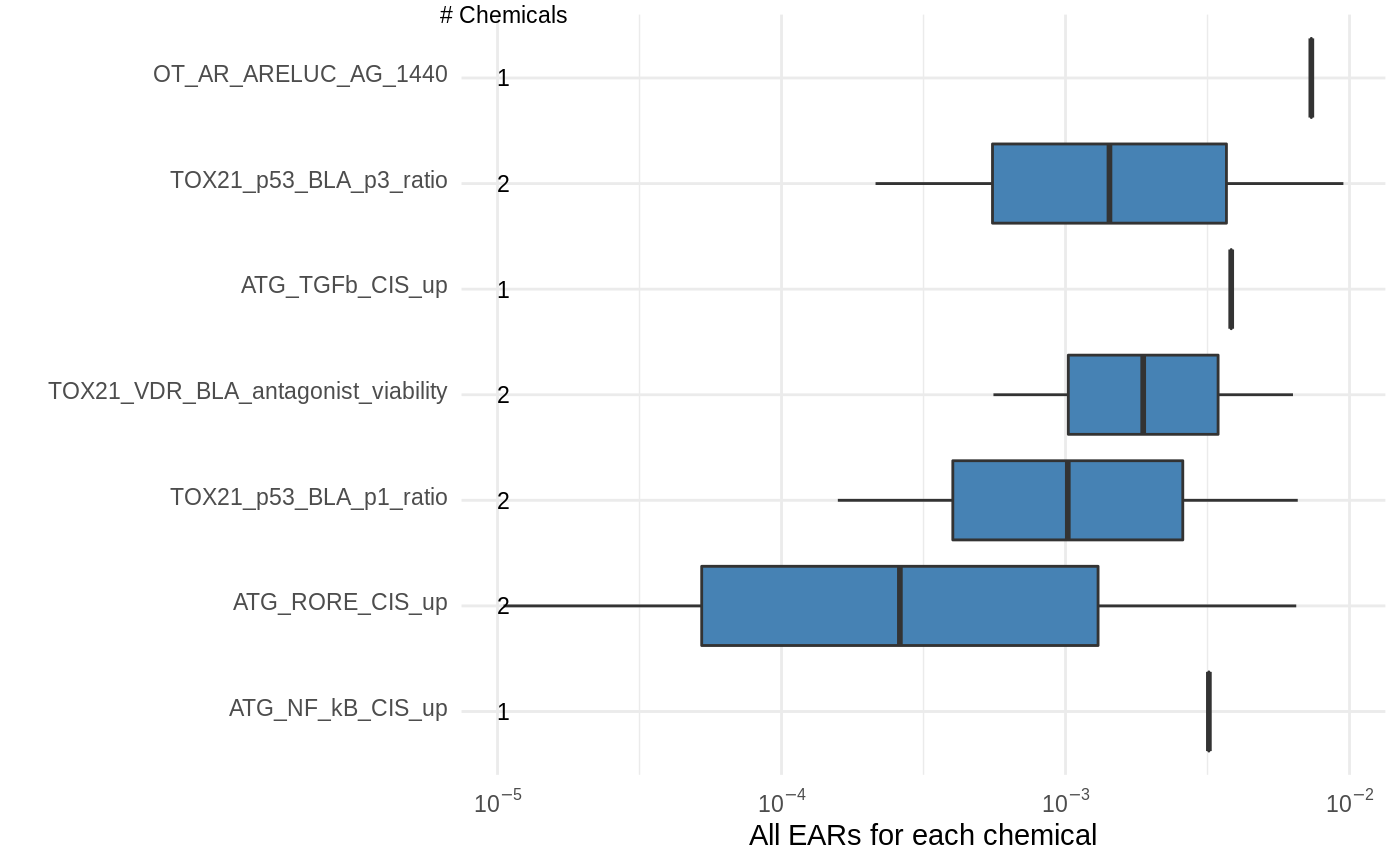 # Chemicals
OT_AR_ARELUC_AG_1440 1
TOX21_p53_BLA_p3_ratio 2
ATG_TGFb_CIS_up 1
TOX21_VDR_BLA_antagonist_viability 2
TOX21_p53_BLA_p1_ratio 2
ATG_RORE_CIS_up 2
ATG_NF_kB_CIS_up 1
10⁻⁵ 10⁻⁴ 10⁻³ 10⁻²
All EARs for each chemical